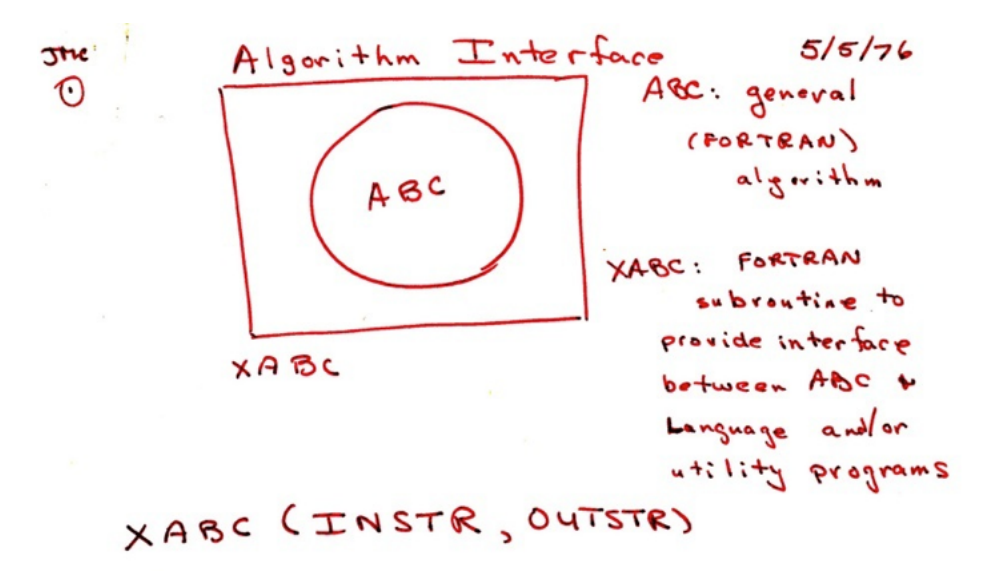 JMC
Algorithm Interface
5/5/76
1
ABC
ABC: general
(FORTRAN)
algorithm
XABC: FORTRAN
subroutine to
provide interface
between ABC &
Language and/or
utility programs
XABC
XABC (INSTR, OUTSTR)